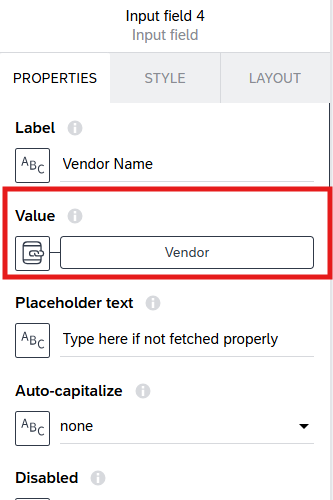 Input field 4
Input field
PROPERTIES STYLE LAYOUT
Label i
ABC Vendor Name
Value i
Vendor
Placeholder text i
ABC Type here if not fetched properly
Auto-capitalize i
ABC none
Disabled i